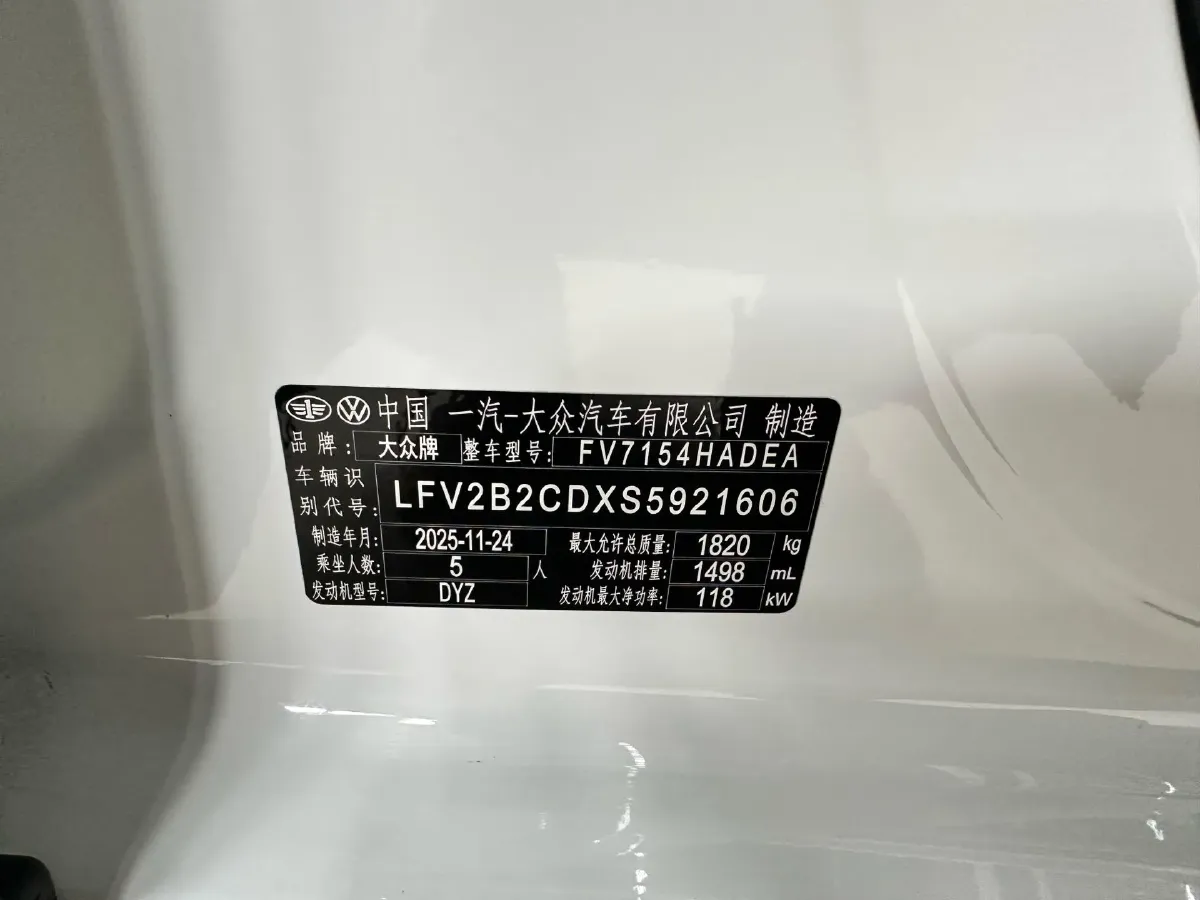 中国 一汽-大众汽车有限公司 制造
品牌: 大众牌 整车型号: FV7154HADEA
车辆识别代号: LFV2B2CDXS5921606
制造年月: 2025-11-24 最大允许总质量: 1820 kg
乘坐人数: 5 人 发动机排量: 1498 mL
发动机型号: DYZ 发动机最大净功率: 118 kW